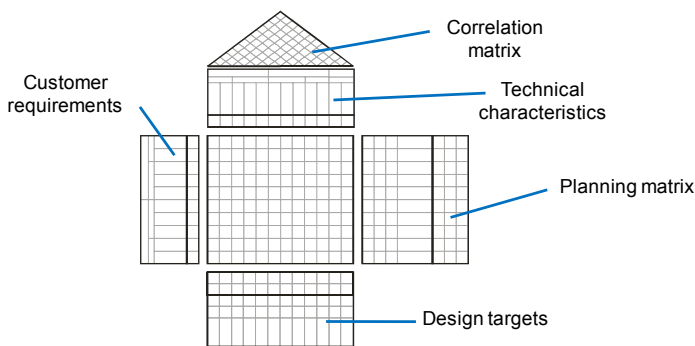 Correlation
matrix
Customer
requirements
Technical
characteristics
Planning matrix
Design targets